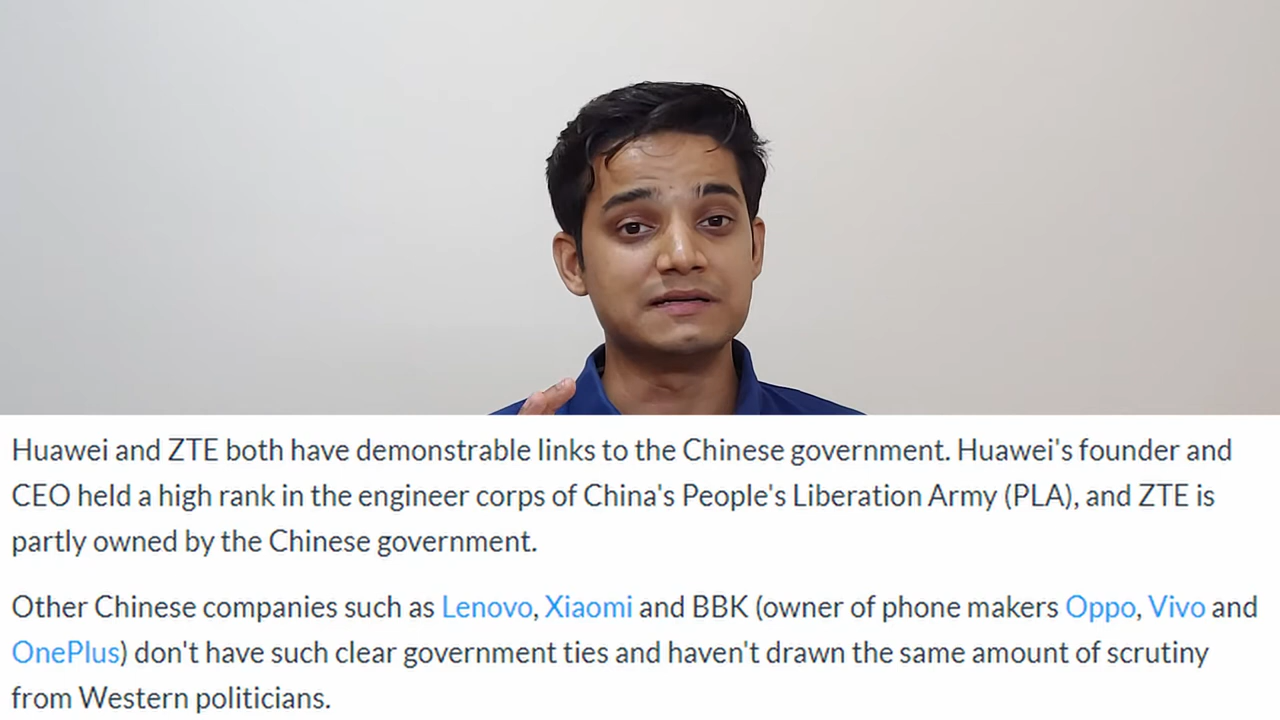 Huawei and ZTE both have demonstrable links to the Chinese government. Huawei's founder and
CEO held a high rank in the engineer corps of China's People's Liberation Army (PLA), and ZTE is
partly owned by the Chinese government.
Other Chinese companies such as Lenovo, Xiaomi and BBK (owner of phone makers Oppo, Vivo and
OnePlus) don't have such clear government ties and haven't drawn the same amount of scrutiny
from Western politicians.